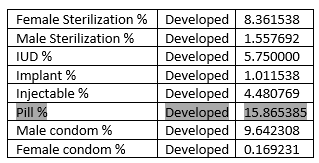 Female Sterilization % Developed 8.361538
Male Sterilization % Developed 1.557692
IUD % Developed 5.750000
Implant % Developed 1.011538
Injectable % Developed 4.480769
Pill % Developed 15.865385
Male condom % Developed 9.642308
Female condom % Developed 0.169231